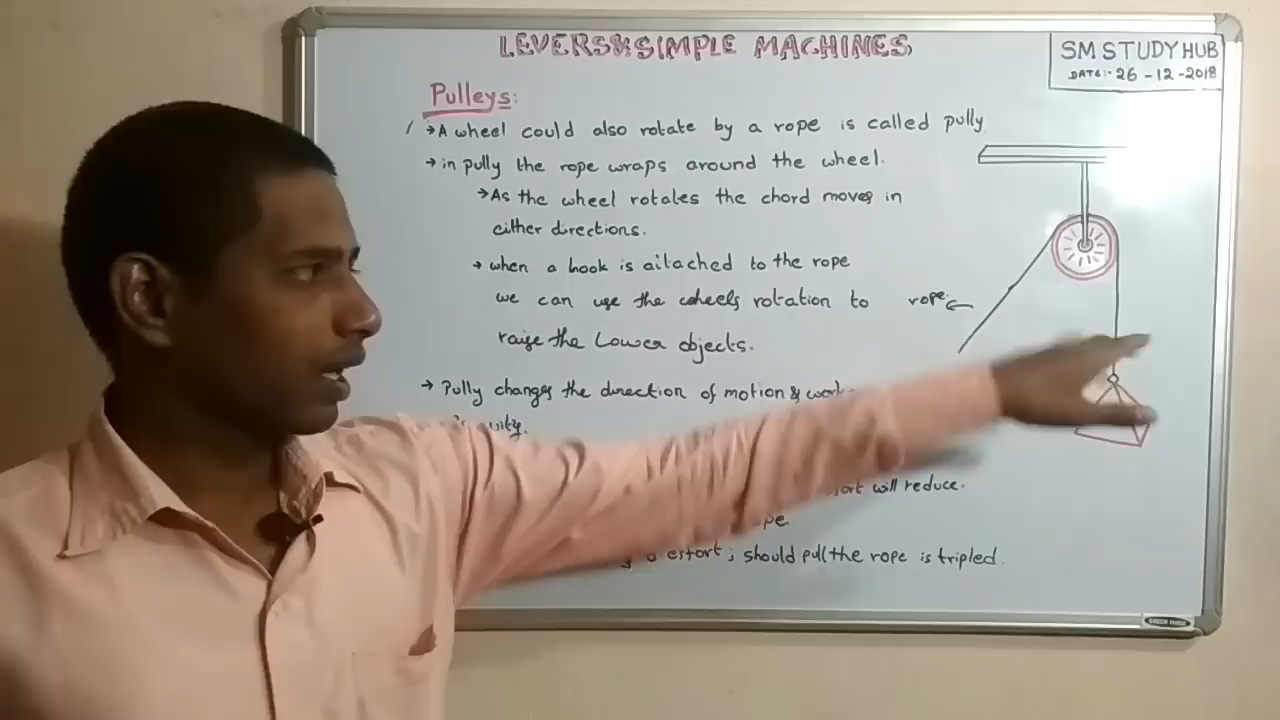 LEVERS & SIMPLE MACHINES
SM STUDY HUB
DATE:- 26-12-2018
Pulleys:
→ A wheel could also rotate by a rope is called pully.
→ in pully the rope wraps around the wheel.
→ As the wheel rotates the chord moves in
either directions.
→ when a hook is attached to the rope
we can use the wheels rotation to
raise the Lower objects.
rope
→ Pully changes the direction of motion &
will reduce.
effort; should pull the rope is tripled.
GREEN